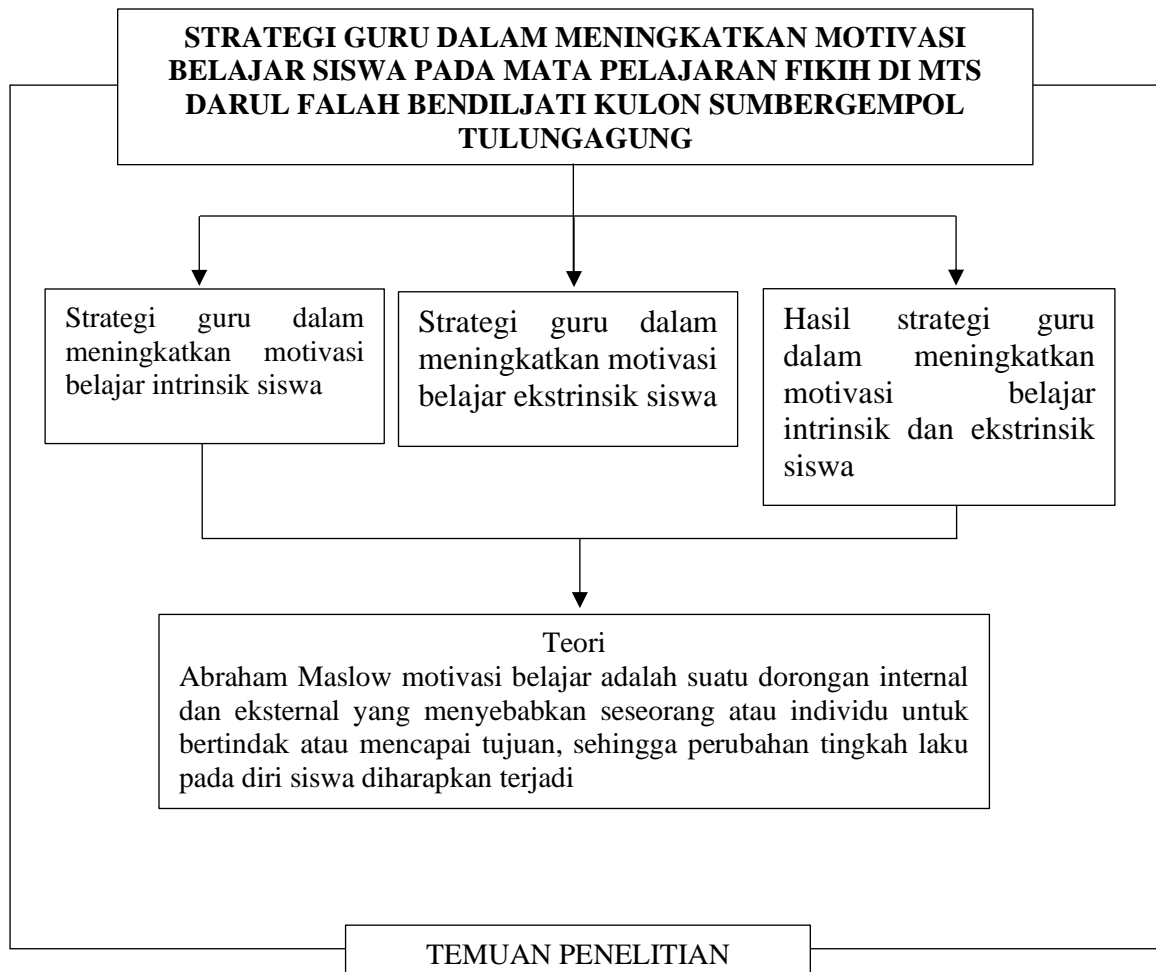 STRATEGI GURU DALAM MENINGKATKAN MOTIVASI
BELAJAR SISWA PADA MATA PELAJARAN FIKIH DI MTS
DARUL FALAH BENDILJATI KULON SUMBERGEMPOL
TULUNGAGUNG
Strategi guru dalam
meningkatkan motivasi
belajar intrinsik siswa
Strategi guru dalam
meningkatkan motivasi
belajar ekstrinsik siswa
Hasil strategi guru
dalam meningkatkan
motivasi belajar
intrinsik dan ekstrinsik
siswa
Teori
Abraham Maslow motivasi belajar adalah suatu dorongan internal
dan eksternal yang menyebabkan seseorang atau individu untuk
bertindak atau mencapai tujuan, sehingga perubahan tingkah laku
pada diri siswa diharapkan terjadi
TEMUAN PENELITIAN